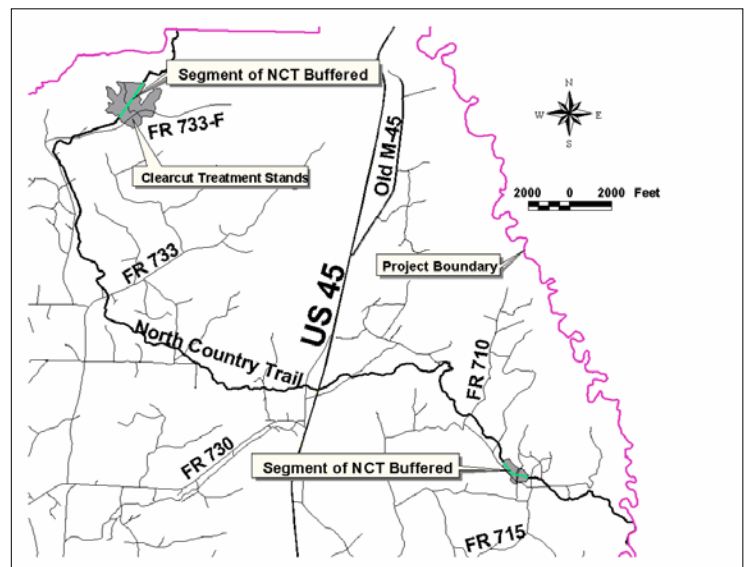 Segment of NCT Buffered
FR 733-F
Clearcut Treatment Stands
Old M-45
N
W
E
S
2000 0 2000 Feet
Project Boundary
FR 733
US 45
North Country Trail
FR 710
FR 730
Segment of NCT Buffered
FR 715